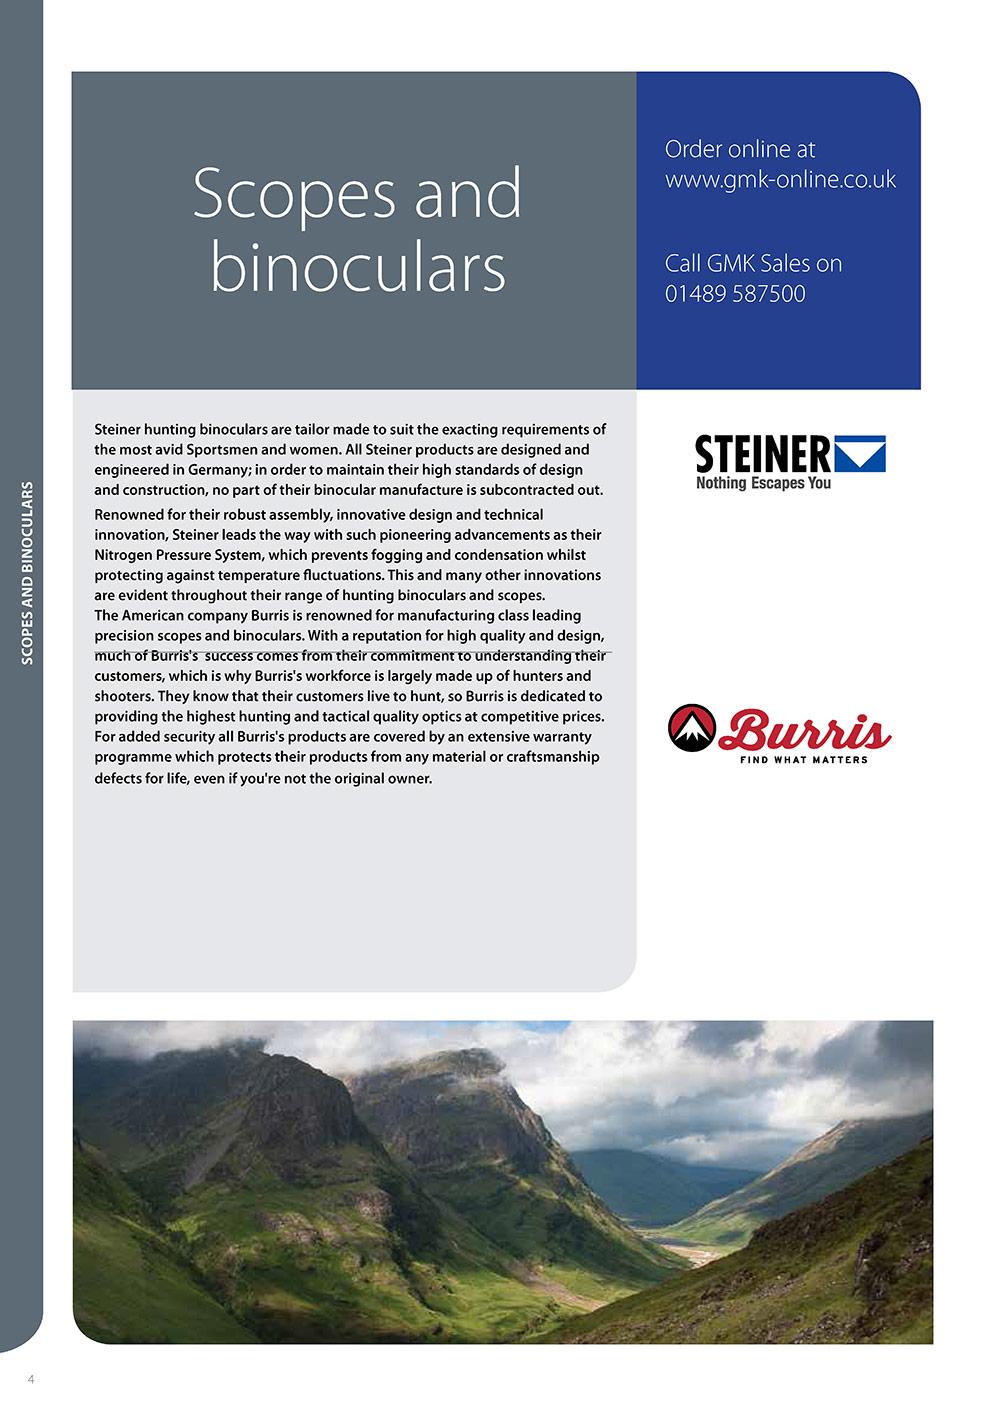 SCOPES AND BINOCULARS
Scopes and
binoculars
Order online at
www.gmk-online.co.uk
Call GMK Sales on
01489 587500
Steiner hunting binoculars are tailor made to suit the exacting requirements of
the most avid Sportsmen and women. All Steiner products are designed and
engineered in Germany; in order to maintain their high standards of design
and construction, no part of their binocular manufacture is subcontracted out.
Renowned for their robust assembly, innovative design and technical
innovation, Steiner leads the way with such pioneering advancements as their
Nitrogen Pressure System, which prevents fogging and condensation whilst
protecting against temperature fluctuations. This and many other innovations
are evident throughout their range of hunting binoculars and scopes.
The American company Burris is renowned for manufacturing class leading
precision scopes and binoculars. With a reputation for high quality and design,
much of Burris's  success comes from their commitment to understanding their
customers, which is why Burris's workforce is largely made up of hunters and
shooters. They know that their customers live to hunt, so Burris is dedicated to
providing the highest hunting and tactical quality optics at competitive prices.
For added security all Burris's products are covered by an extensive warranty
programme which protects their products from any material or craftsmanship
defects for life, even if you're not the original owner.
STEINER
Nothing Escapes You
Burris
FIND WHAT MATTERS
4